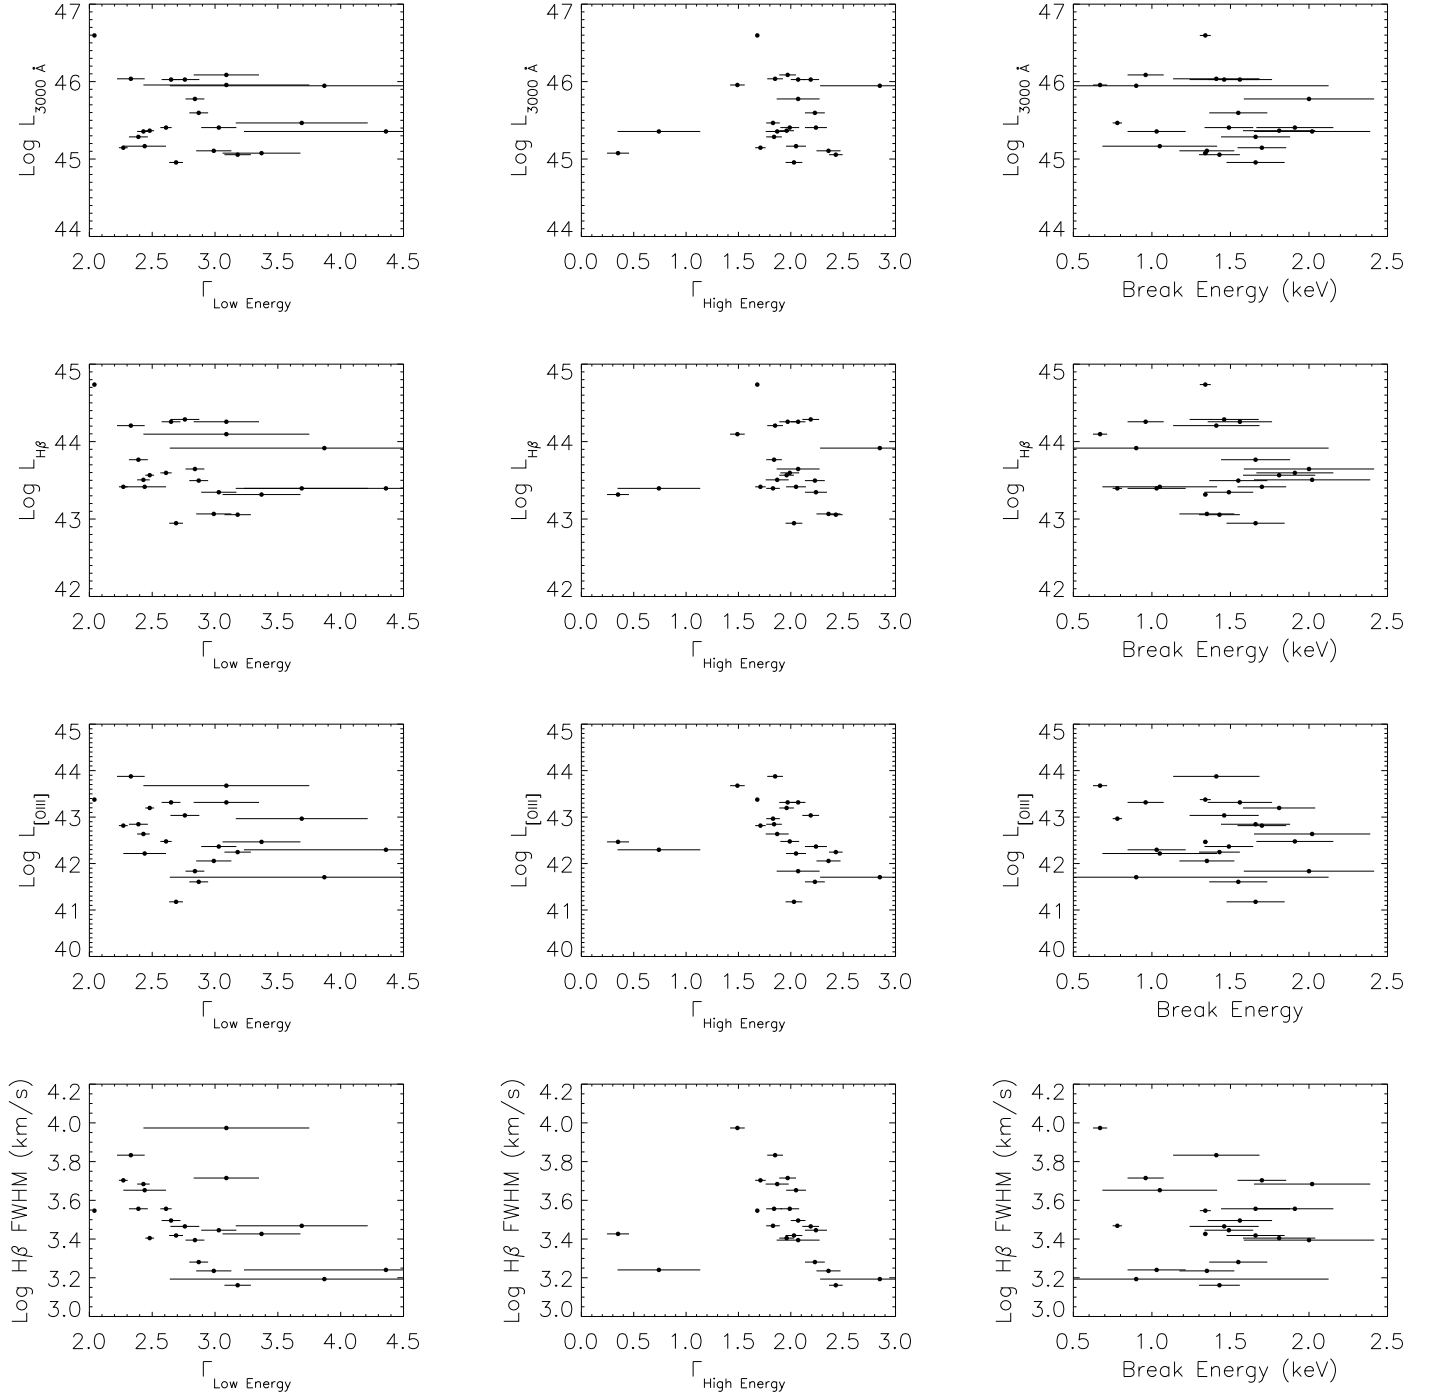 47
46
45
44
Log L3000 Å
2.0 2.5 3.0 3.5 4.0 4.5
ΓLow Energy
47
46
45
44
Log L3000 Å
0.0 0.5 1.0 1.5 2.0 2.5 3.0
ΓHigh Energy
47
46
45
44
Log L3000 Å
0.5 1.0 1.5 2.0 2.5
Break Energy (keV)
45
44
43
42
Log LHβ
2.0 2.5 3.0 3.5 4.0 4.5
ΓLow Energy
45
44
43
42
Log LHβ
0.0 0.5 1.0 1.5 2.0 2.5 3.0
ΓHigh Energy
45
44
43
42
Log LHβ
0.5 1.0 1.5 2.0 2.5
Break Energy (keV)
45
44
43
42
41
40
Log L[OIII]
2.0 2.5 3.0 3.5 4.0 4.5
ΓLow Energy
45
44
43
42
41
40
Log L[OIII]
0.0 0.5 1.0 1.5 2.0 2.5 3.0
ΓHigh Energy
45
44
43
42
41
40
Log L[OIII]
0.5 1.0 1.5 2.0 2.5
Break Energy
4.2
4.0
3.8
3.6
3.4
3.2
3.0
Log Hβ FWHM (km/s)
2.0 2.5 3.0 3.5 4.0 4.5
ΓLow Energy
4.2
4.0
3.8
3.6
3.4
3.2
3.0
Log Hβ FWHM (km/s)
0.0 0.5 1.0 1.5 2.0 2.5 3.0
ΓHigh Energy
4.2
4.0
3.8
3.6
3.4
3.2
3.0
Log Hβ FWHM (km/s)
0.5 1.0 1.5 2.0 2.5
Break Energy (keV)